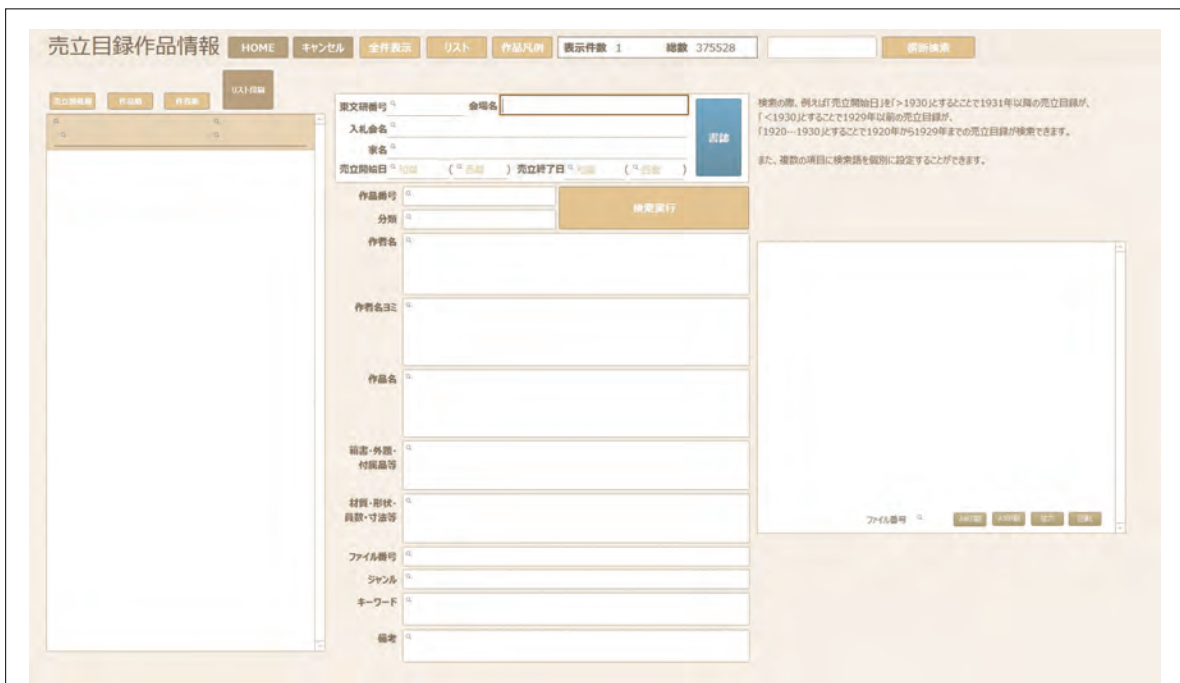 売立目録作品情報 HOME キャンセル 全件表示 リスト 作品凡例 表示件数 1 総数 375528 横断検索
リスト印刷
東文研番号 会場名
入札会名
家名
書誌
売立開始日 和暦 ( 西暦 ) 売立終了日 和暦 ( 西暦 )
検索の際、例えば「売立開始日」を「>1930」とすることで1931年以降の売立目録が、
「<1930」とすることで1929年以前の売立目録が、
「1920…1930」とすることで1920年から1929年までの売立目録が検索できます。
また、複数の項目に検索語を個別に設定することができます。
作品番号
検索実行
分類
作者名
作者名ヨミ
作品名
箱書・外題・
付属品等
材質・形状・
員数・寸法等
ファイル番号
ジャンル
キーワード
備考
ファイル番号